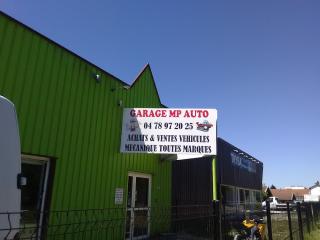 GARAGE MP AUTO
04 78 97 20 25
ACHATS & VENTES VEHICULES
MECANIQUE TOUTES MARQUES